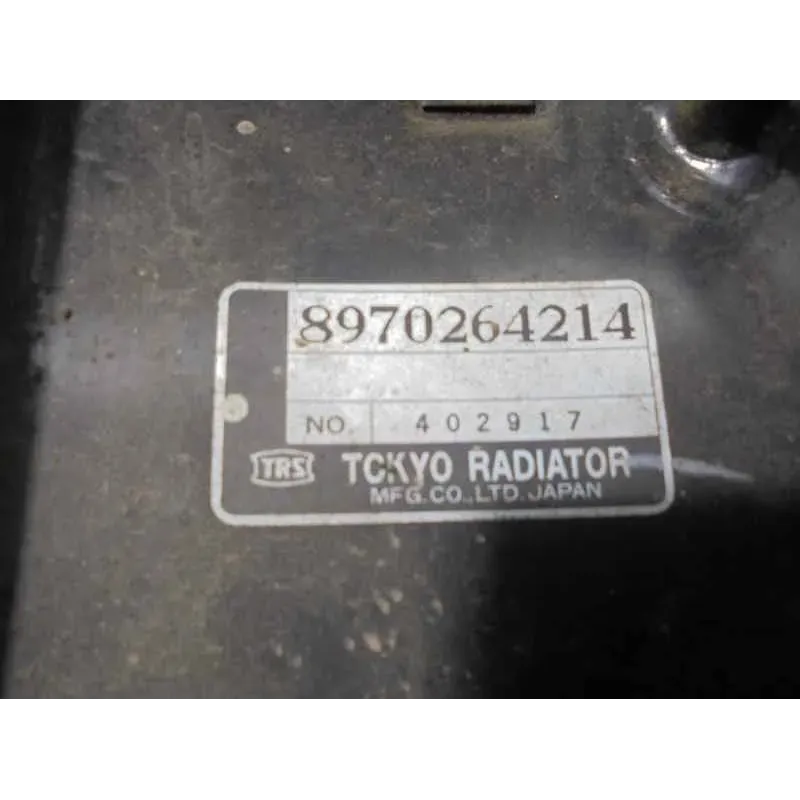 8970264214
NO. 402917
TRS TOKYO RADIATOR
MFG.CO.,LTD.JAPAN